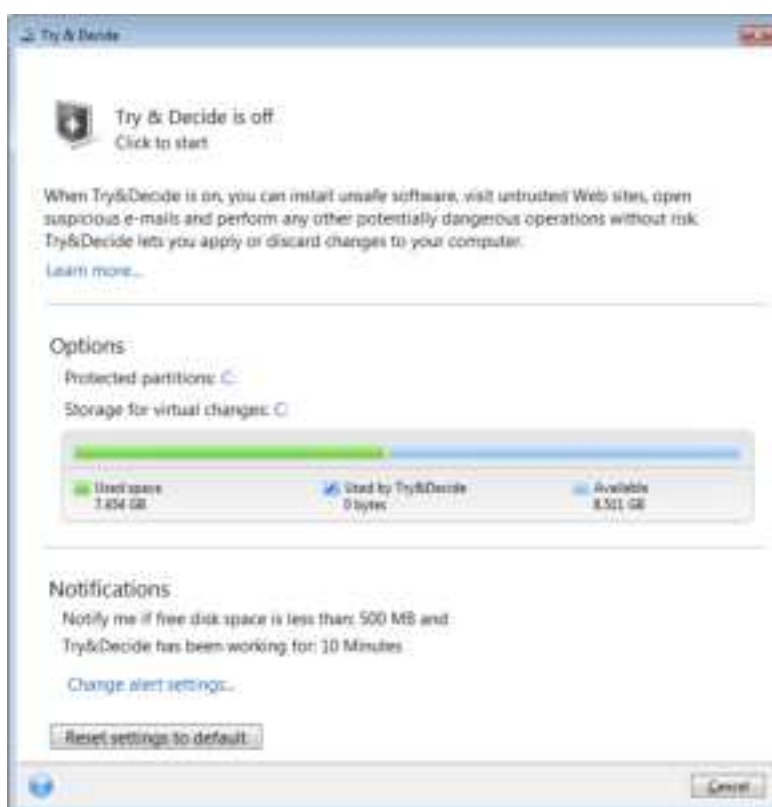 Try & Decide
Try & Decide is off
Click to start
When Try&Decide is on, you can install unsafe software, visit untrusted Web sites, open
suspicious e-mails and perform any other potentially dangerous operations without risk.
Try&Decide lets you apply or discard changes to your computer.
Learn more...
Options
Protected partitions: C:
Storage for virtual changes: C:
Used space Used by Try&Decide Available
7.454 GB 0 bytes 8.511 GB
Notifications
Notify me if free disk space is less than: 500 MB and
Try&Decide has been working for: 10 Minutes
Change alert settings...
Reset settings to default
Cancel